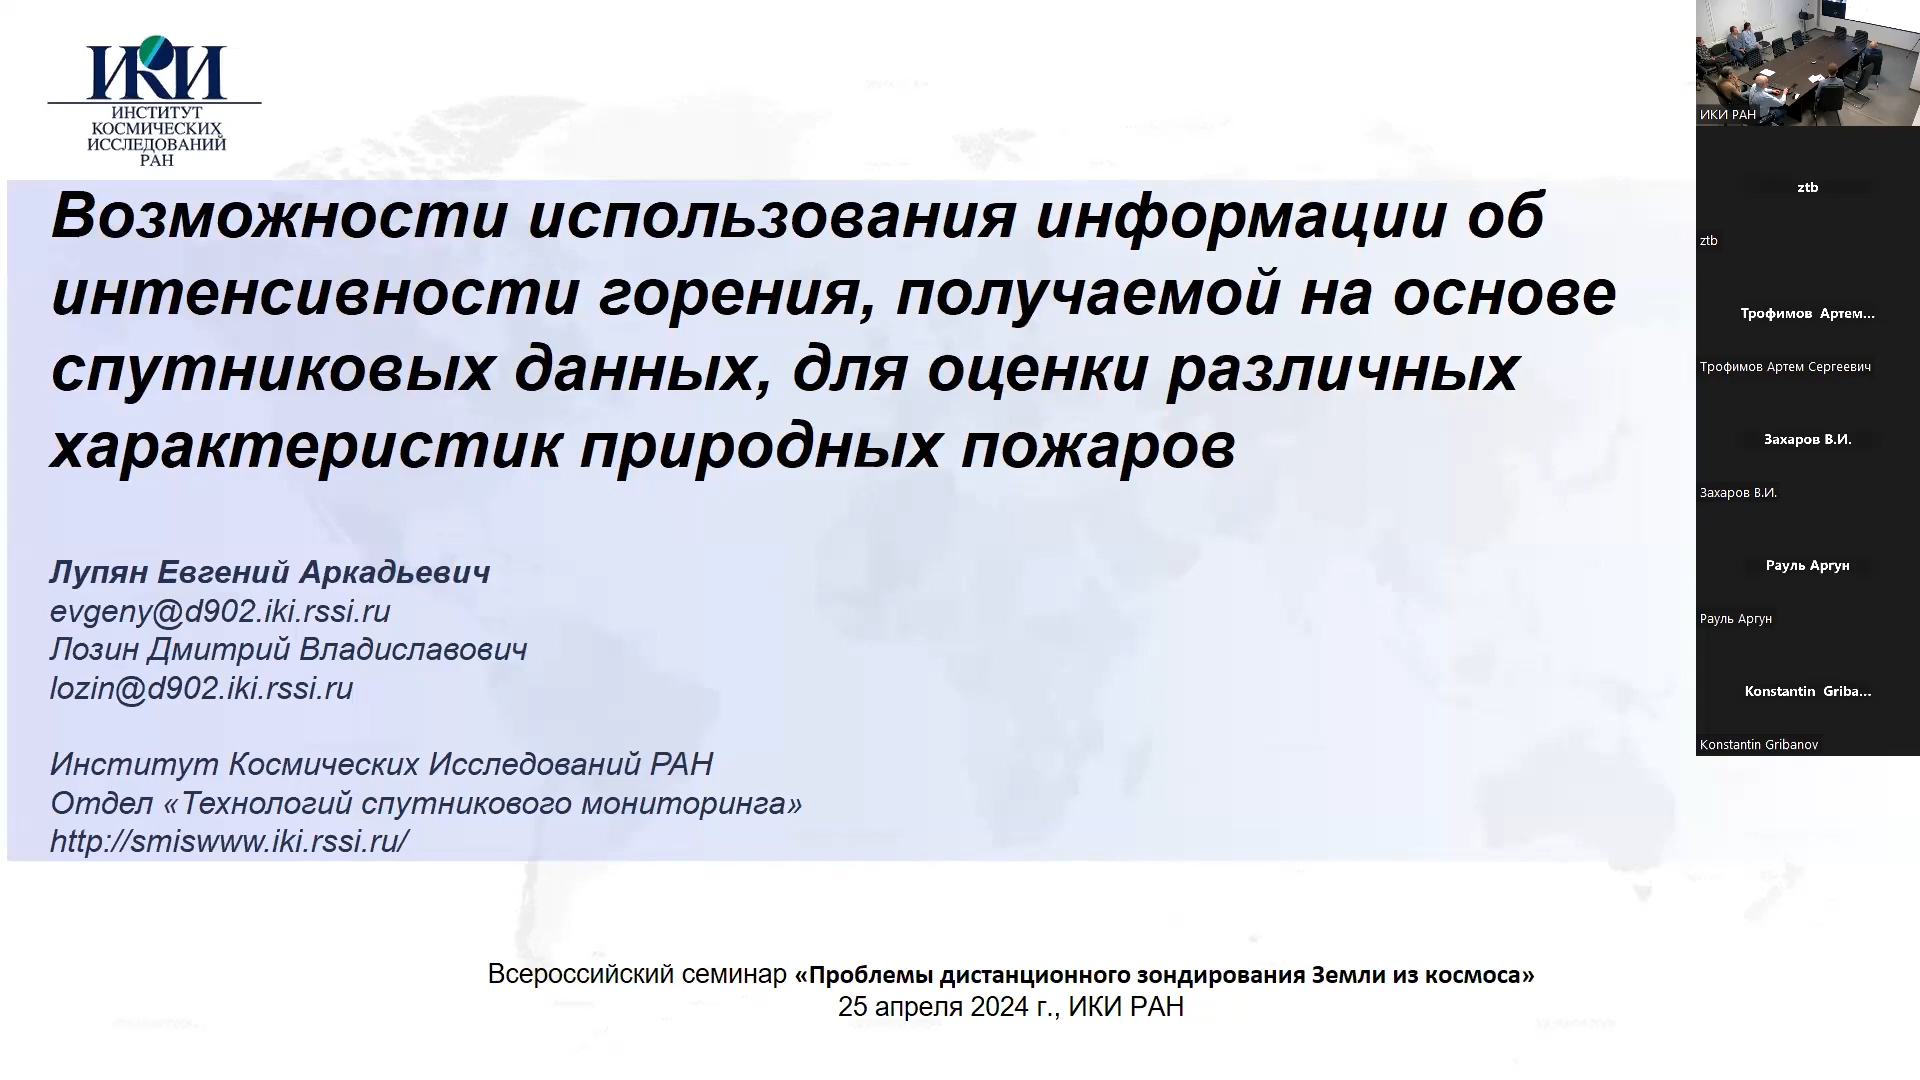 ИКИ
ИНСТИТУТ
КОСМИЧЕСКИХ
ИССЛЕДОВАНИЙ
РАН
Возможности использования информации об
интенсивности горения, получаемой на основе
спутниковых данных, для оценки различных
характеристик природных пожаров
Лупян Евгений Аркадьевич
evgeny@d902.iki.rssi.ru
Лозин Дмитрий Владиславович
lozin@d902.iki.rssi.ru
Институт Космических Исследований РАН
Отдел «Технологий спутникового мониторинга»
http://smiswww.iki.rssi.ru/
Всероссийский семинар «Проблемы дистанционного зондирования Земли из космоса»
25 апреля 2024 г., ИКИ РАН
ИКИ РАН
ztb
ztb
Трофимов Артем...
Трофимов Артем Сергеевич
Захаров В.И.
Захаров В.И.
Рауль Аргун
Рауль Аргун
Konstantin Griba...
Konstantin Gribanov